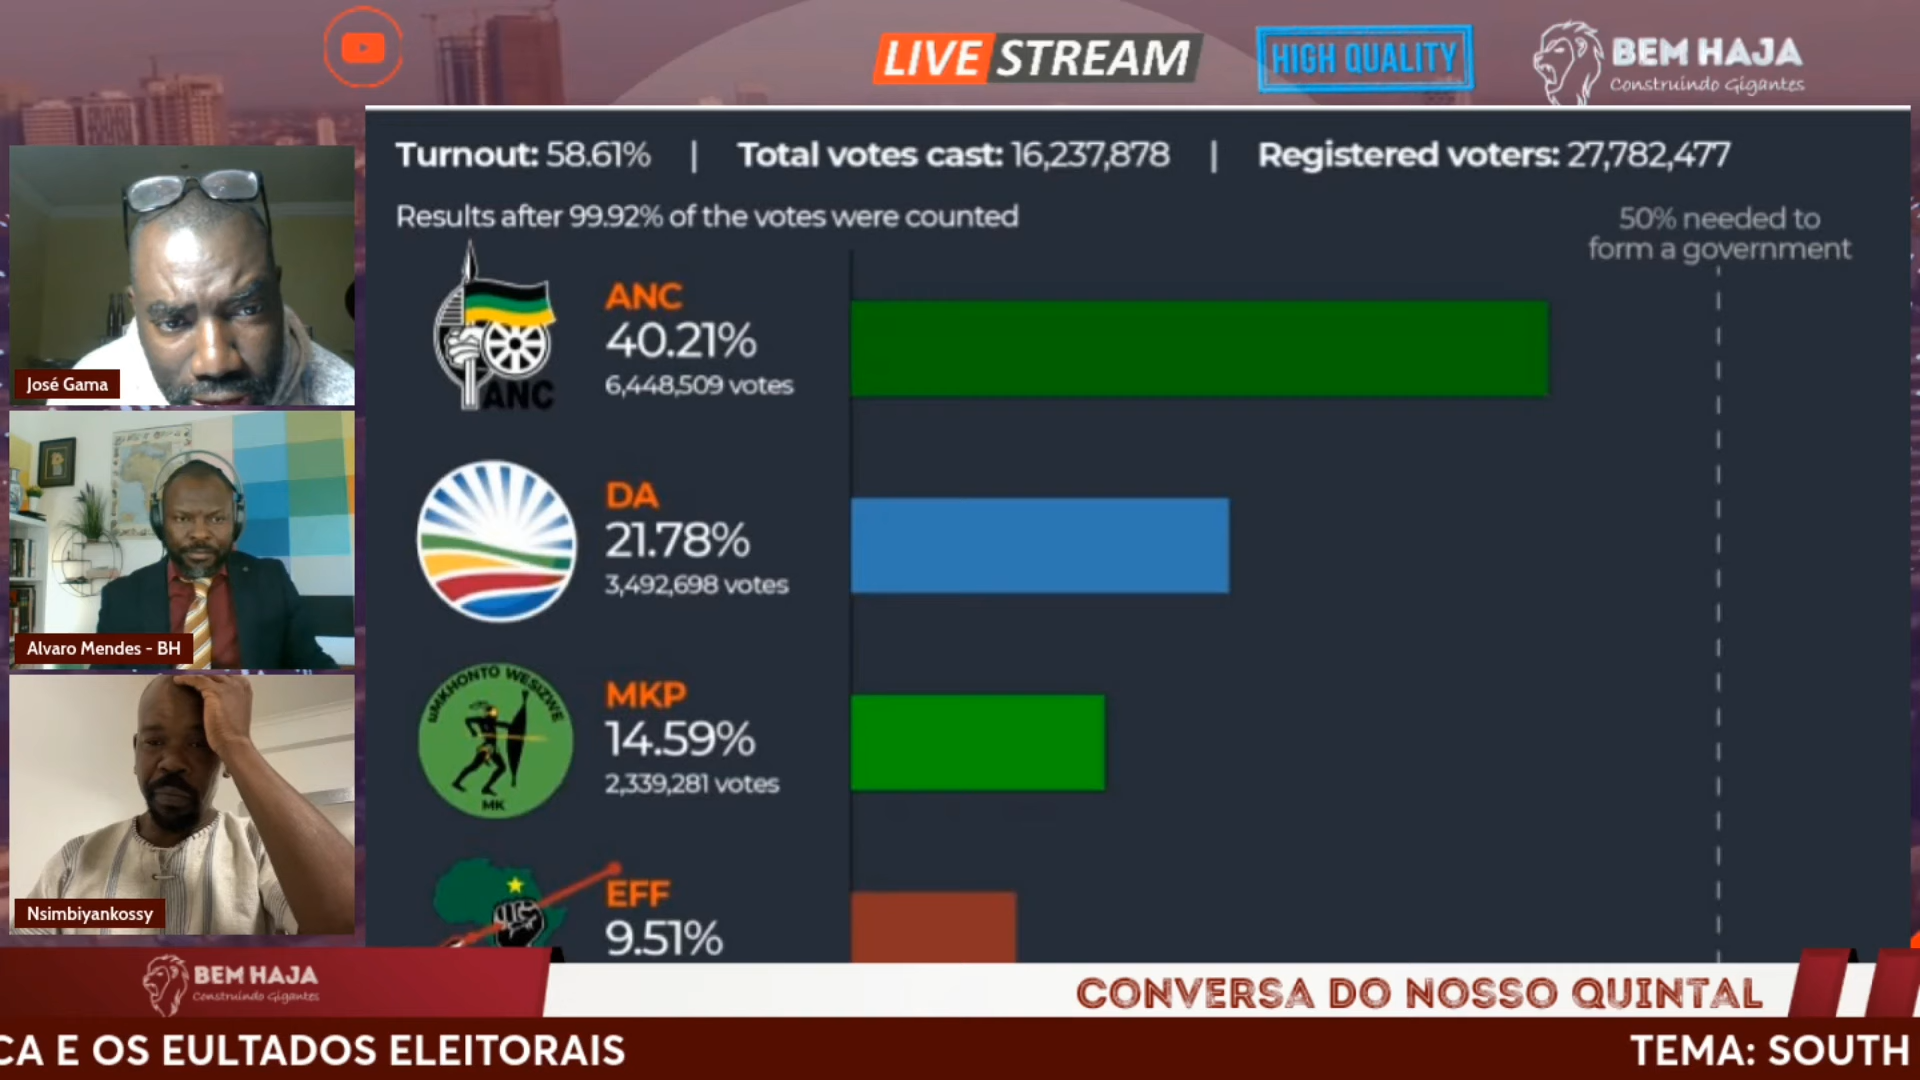 LIVE STREAM
HIGH QUALITY
BEM HAJA
Construindo Gigantes
Turnout: 58.61% | Total votes cast: 16,237,878 | Registered voters: 27,782,477
Results after 99.92% of the votes were counted
50% needed to
form a government
ANC
ANC
40.21%
6,448,509 votes
DA
21.78%
3,492,698 votes
UMKHONTO WESIZWE
MK
MKP
14.59%
2,339,281 votes
EFF
9.51%
José Gama
Alvaro Mendes - BH
Nsimbiyankossy
BEM HAJA
Construindo Gigantes
CONVERSA DO NOSSO QUINTAL
CA E OS EULTADOS ELEITORAIS
TEMA: SOUTH